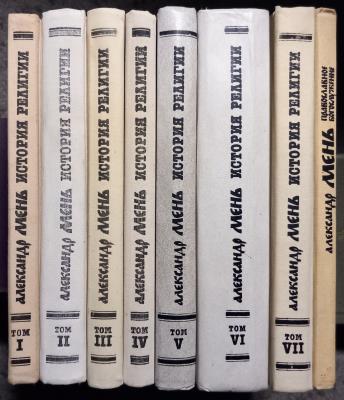 АЛЕКСАНДР МЕНЬ ИСТОРИЯ РЕЛИГИИ
ТОМ
I
АЛЕКСАНДР МЕНЬ ИСТОРИЯ РЕЛИГИИ
ТОМ
II
АЛЕКСАНДР МЕНЬ ИСТОРИЯ РЕЛИГИИ
ТОМ
III
АЛЕКСАНДР МЕНЬ ИСТОРИЯ РЕЛИГИИ
ТОМ
IV
АЛЕКСАНДР МЕНЬ ИСТОРИЯ РЕЛИГИИ
ТОМ
V
АЛЕКСАНДР МЕНЬ ИСТОРИЯ РЕЛИГИИ
ТОМ
VI
АЛЕКСАНДР МЕНЬ ИСТОРИЯ РЕЛИГИИ
ТОМ
VII
АЛЕКСАНДР МЕНЬ ПРАВОСЛАВНОЕ
БОГОСЛУЖЕНИЕ